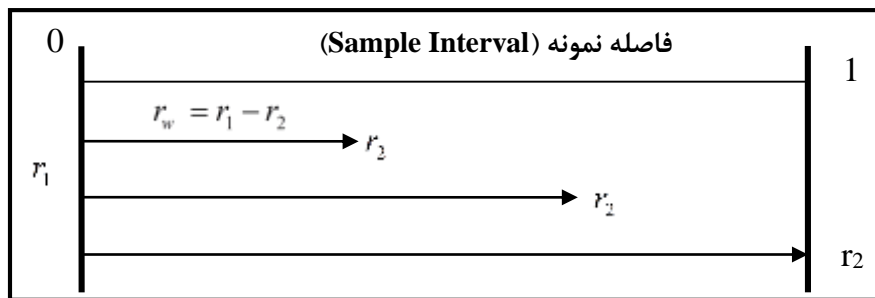 0
فاصله نمونه (Sample Interval)
1
r_w = r_1 − r_2
r_2
r_1
r_2
r_2